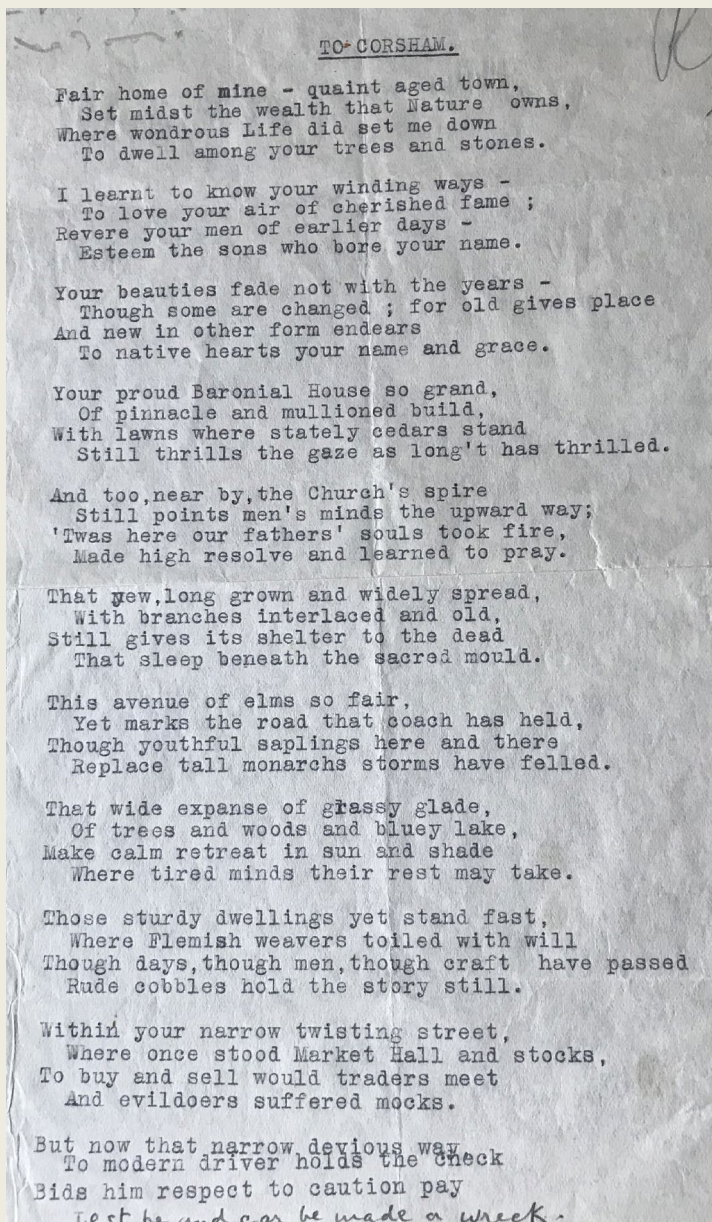 TO CORSHAM.
Fair home of mine - quaint aged town,
Set midst the wealth that Nature owns,
Where wondrous Life did set me down
To dwell among your trees and stones.
I learnt to know your winding ways -
To love your air of cherished fame ;
Revere your men of earlier days -
Esteem the sons who bore your name.
Your beauties fade not with the years -
Though some are changed ; for old gives place
And new in other form endears
To native hearts your name and grace.
Your proud Baronial House so grand,
Of pinnacle and mullioned build,
With lawns where stately cedars stand
Still thrills the gaze as long't has thrilled.
And too,near by,the Church's spire
Still points men's minds the upward way;
'Twas here our fathers' souls took fire,
Made high resolve and learned to pray.
That yew,long grown and widely spread,
With branches interlaced and old,
Still gives its shelter to the dead
That sleep beneath the sacred mould.
This avenue of elms so fair,
Yet marks the road that coach has held,
Though youthful saplings here and there
Replace tall monarchs storms have felled.
That wide expanse of grassy glade,
Of trees and woods and bluey lake,
Make calm retreat in sun and shade
Where tired minds their rest may take.
Those sturdy dwellings yet stand fast,
Where Flemish weavers toiled with will
Though days,though men,though craft have passed
Rude cobbles hold the story still.
Within your narrow twisting street,
Where once stood Market Hall and stocks,
To buy and sell would traders meet
And evildoers suffered mocks.
But now that narrow devious way,
To modern driver holds the check
Bids him respect to caution pay
Lest he and car be made a wreck.